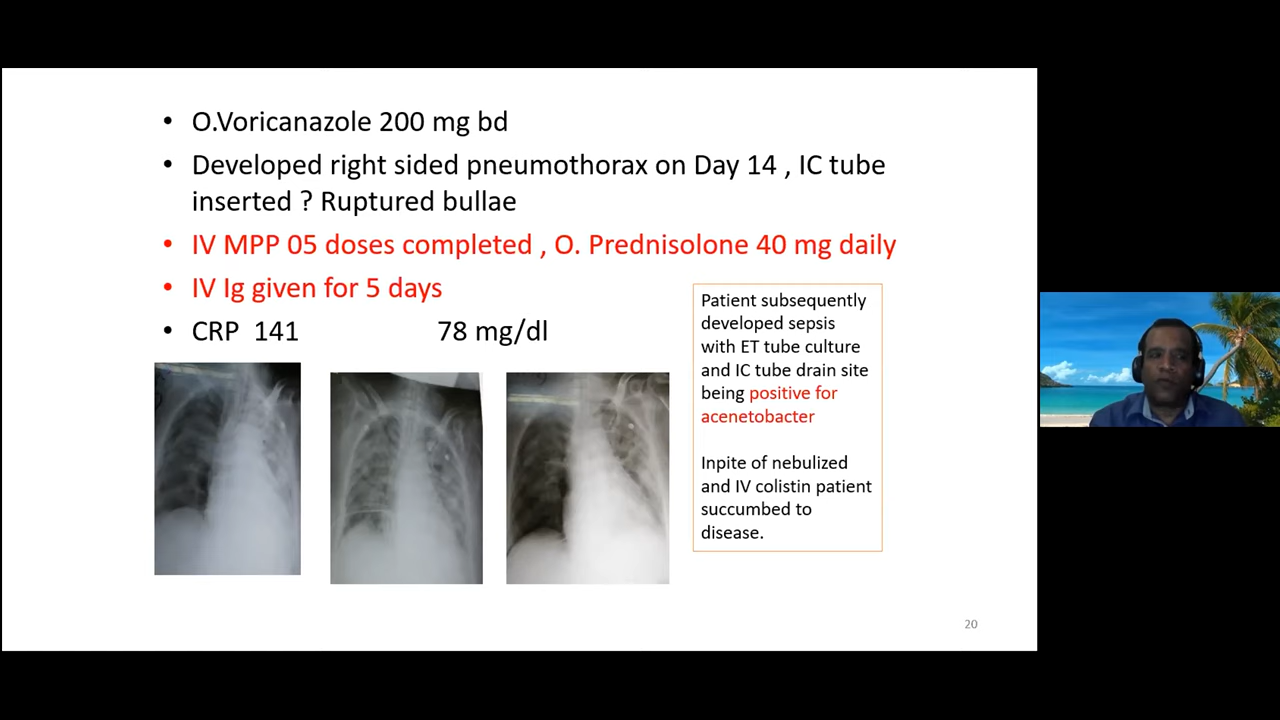 • O.Voricanazole 200 mg bd
• Developed right sided pneumothorax on Day 14 , IC tube
inserted ? Ruptured bullae
• IV MPP 05 doses completed , O. Prednisolone 40 mg daily
• IV Ig given for 5 days
• CRP 141 78 mg/dl
Patient subsequently
developed sepsis
with ET tube culture
and IC tube drain site
being positive for
acenetobacter
Inpite of nebulized
and IV colistin patient
succumbed to
disease.
20